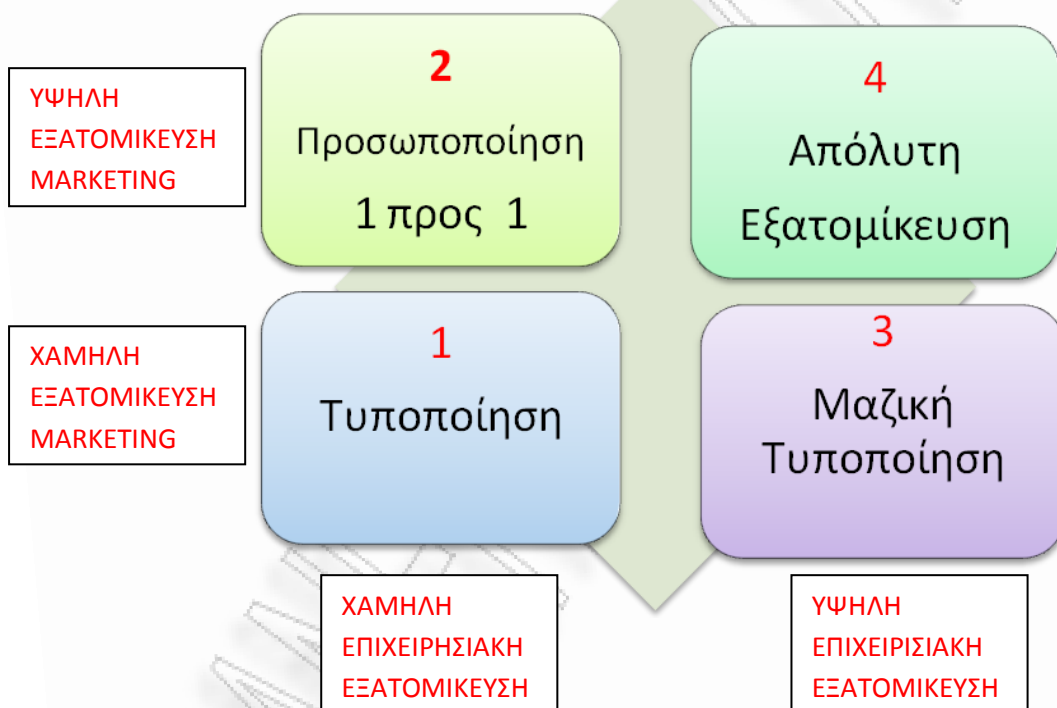 ΥΨΗΛΗ
ΕΞΑΤΟΜΙΚΕΥΣΗ
MARKETING
2
Προσωποποίηση
1 προς 1
4
Απόλυτη
Εξατομίκευση
ΧΑΜΗΛΗ
ΕΞΑΤΟΜΙΚΕΥΣΗ
MARKETING
1
Τυποποίηση
3
Μαζική
Τυποποίηση
ΧΑΜΗΛΗ
ΕΠΙΧΕΙΡΗΣΙΑΚΗ
ΕΞΑΤΟΜΙΚΕΥΣΗ
ΥΨΗΛΗ
ΕΠΙΧΕΙΡΙΣΙΑΚΗ
ΕΞΑΤΟΜΙΚΕΥΣΗ